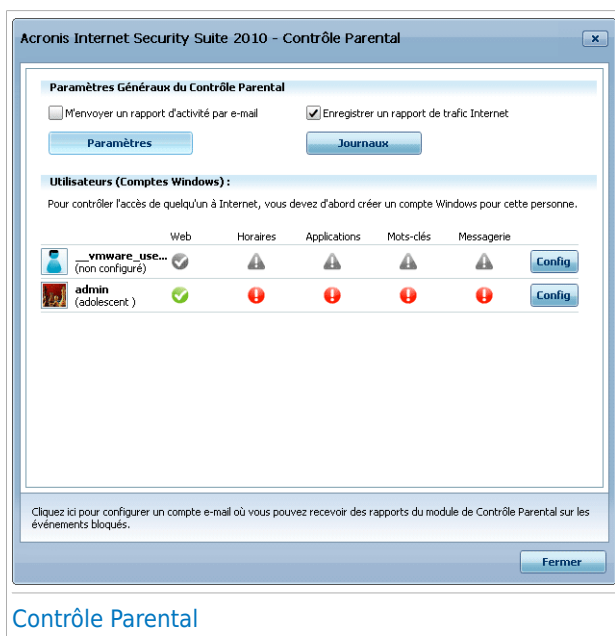 Acronis Internet Security Suite 2010 - Contrôle Parental
Paramètres Généraux du Contrôle Parental
M'envoyer un rapport d'activité par e-mail
Enregistrer un rapport de trafic Internet
Paramètres
Journaux
Utilisateurs (Comptes Windows) :
Pour contrôler l'accès de quelqu'un à Internet, vous devez d'abord créer un compte Windows pour cette personne.
Web Horaires Applications Mots-clés Messagerie
__vmware_use...
(non configuré)
Config
admin
(adolescent )
Config
Cliquez ici pour configurer un compte e-mail où vous pouvez recevoir des rapports du module de Contrôle Parental sur les
événements bloqués.
Fermer
Contrôle Parental